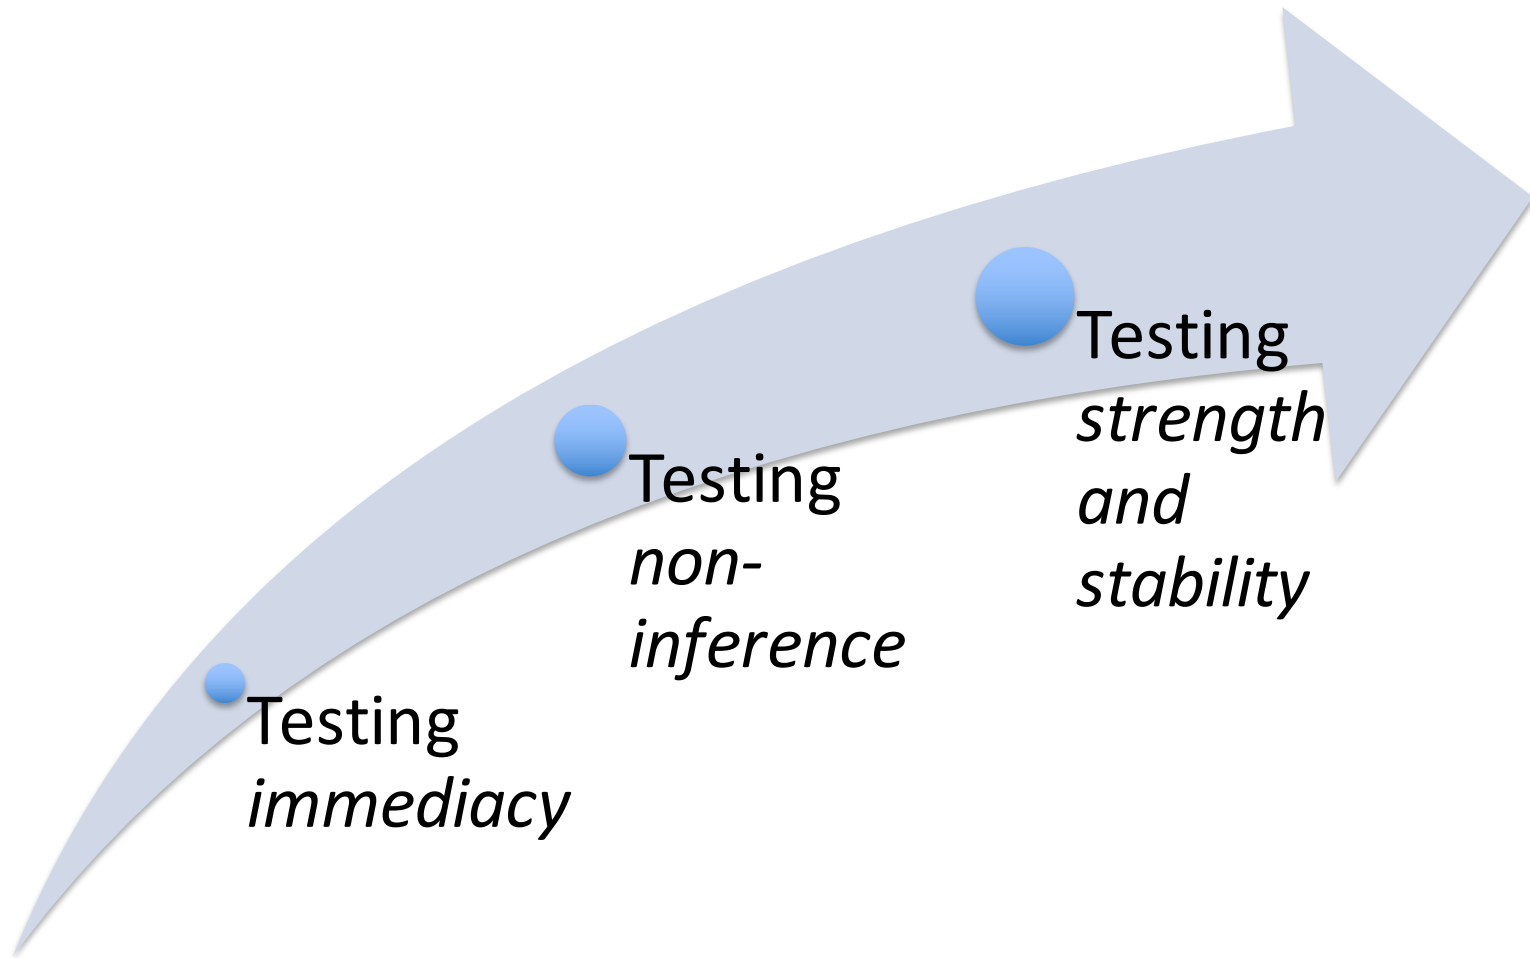 Testing
immediacy
Testing
non-
inference
Testing
strength
and
stability